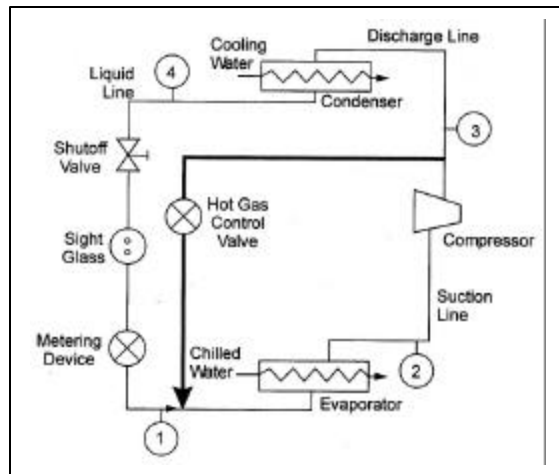 Cooling
Water
Discharge Line
4
Liquid
Line
Condenser
3
Shutoff
Valve
Hot Gas
Control
Valve
Compressor
Sight
Glass
Suction
Line
Metering
Device
Chilled
Water
2
Evaporator
1